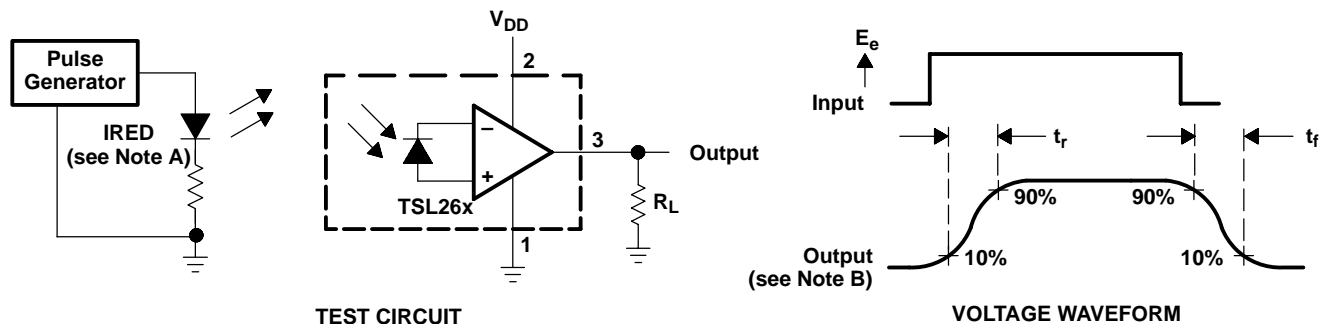 Pulse
Generator
IRED
(see Note A)
V_DD
2
−
+
TSL26x
3
Output
R_L
1
TEST CIRCUIT
E_e
Input
t_r
t_f
90%
90%
10%
10%
Output
(see Note B)
VOLTAGE WAVEFORM